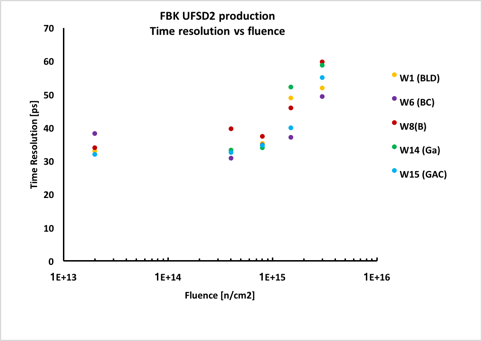 FBK UFSD2 production
Time resolution vs fluence
Time Resolution [ps]
70
60
50
40
30
20
10
0
1E+13
1E+14
1E+15
1E+16
Fluence [n/cm2]
W1 (BLD)
W6 (BC)
W8(B)
W14 (Ga)
W15 (GAC)